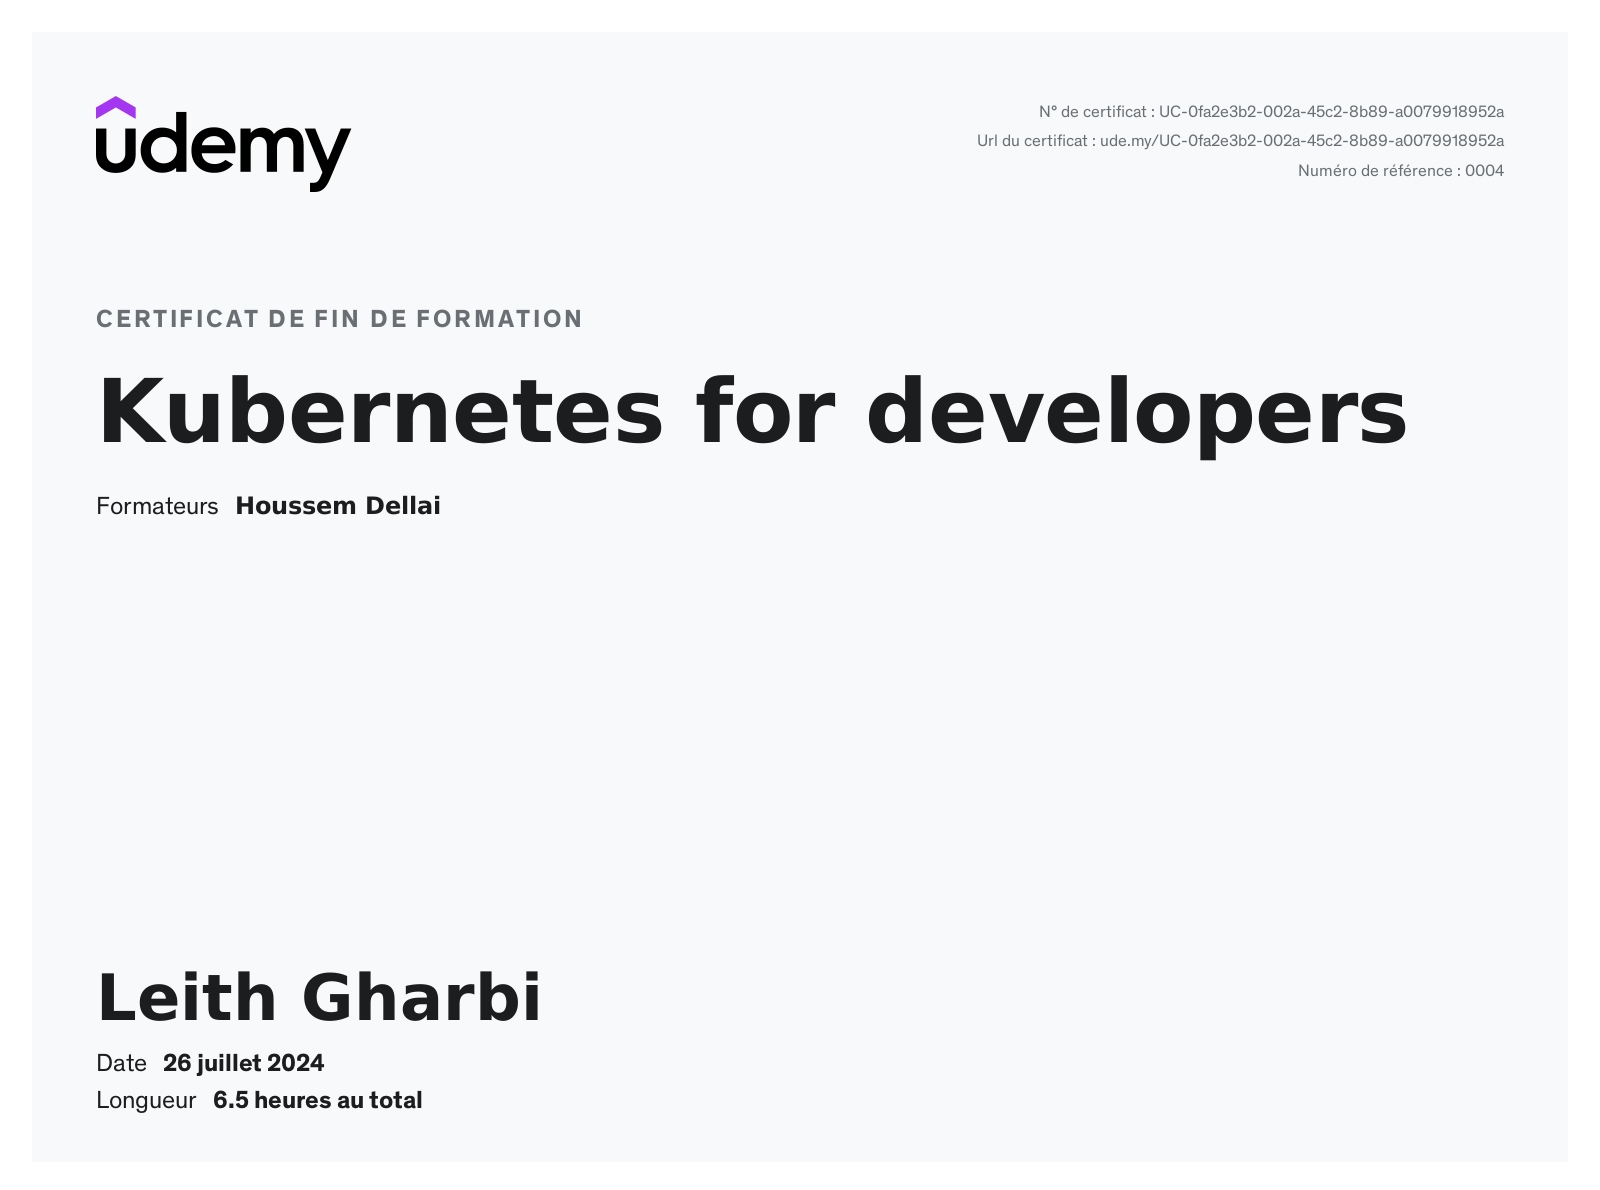 udemy
N° de certificat : UC-0fa2e3b2-002a-45c2-8b89-a0079918952a
Url du certificat : ude.my/UC-0fa2e3b2-002a-45c2-8b89-a0079918952a
Numéro de référence : 0004
CERTIFICAT DE FIN DE FORMATION
Kubernetes for developers
Formateurs Houssem Dellai
Leith Gharbi
Date 26 juillet 2024
Longueur 6.5 heures au total